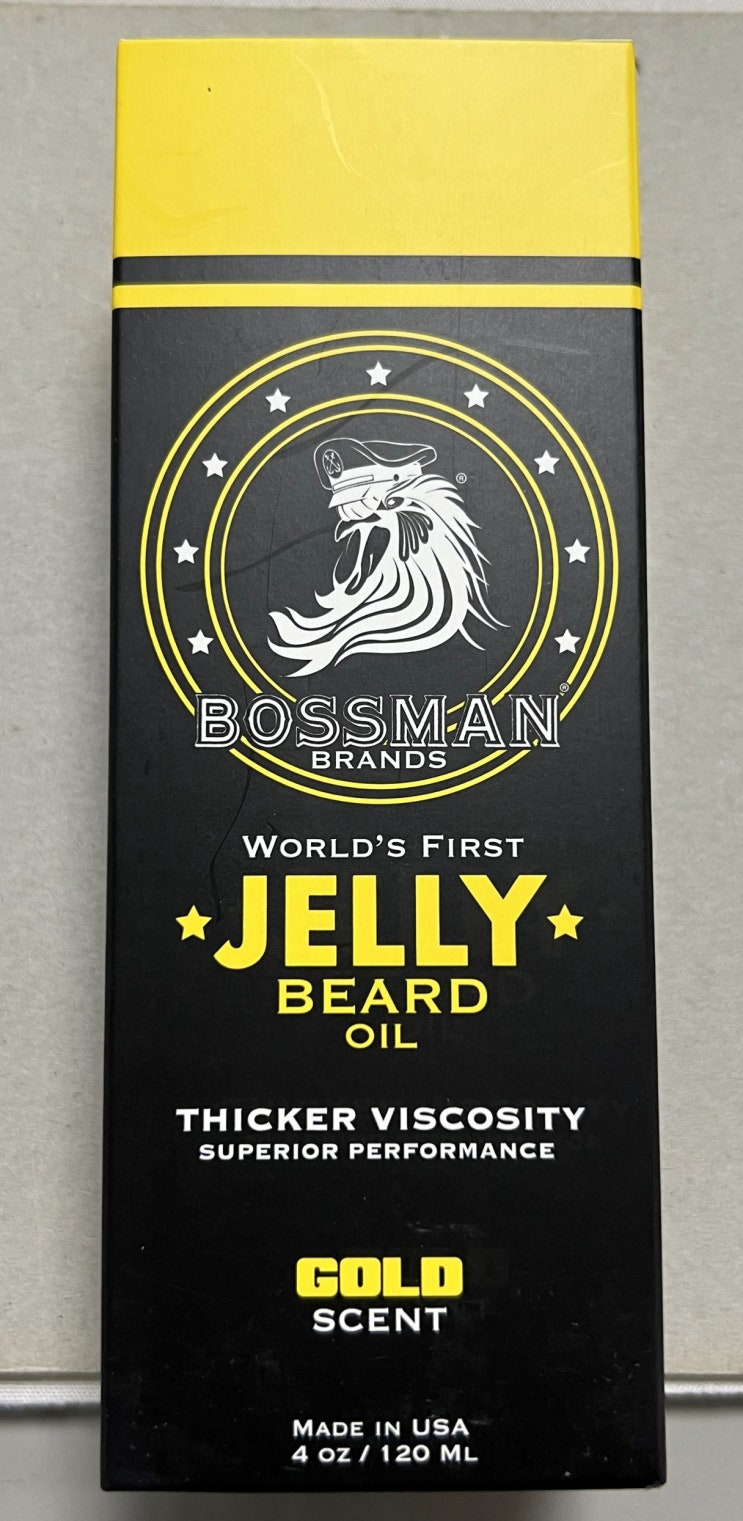 ®
BOSSMAN®
BRANDS
WORLD'S FIRST
JELLY
BEARD
OIL
THICKER VISCOSITY
SUPERIOR PERFORMANCE
GOLD
SCENT
MADE IN USA
4 OZ / 120 ML